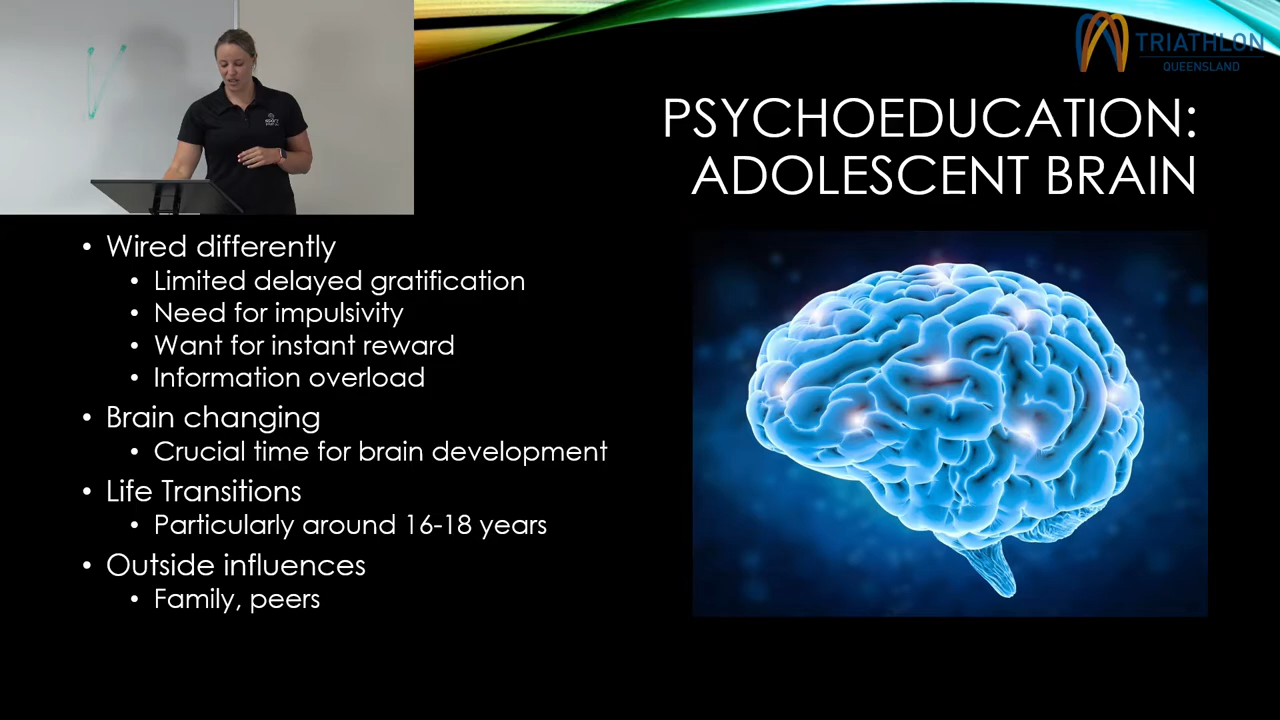 TRIATHLON
QUEENSLAND
PSYCHOEDUCATION:
ADOLESCENT BRAIN
• Wired differently
• Limited delayed gratification
• Need for impulsivity
• Want for instant reward
• Information overload
• Brain changing
• Crucial time for brain development
• Life Transitions
• Particularly around 16-18 years
• Outside influences
• Family, peers